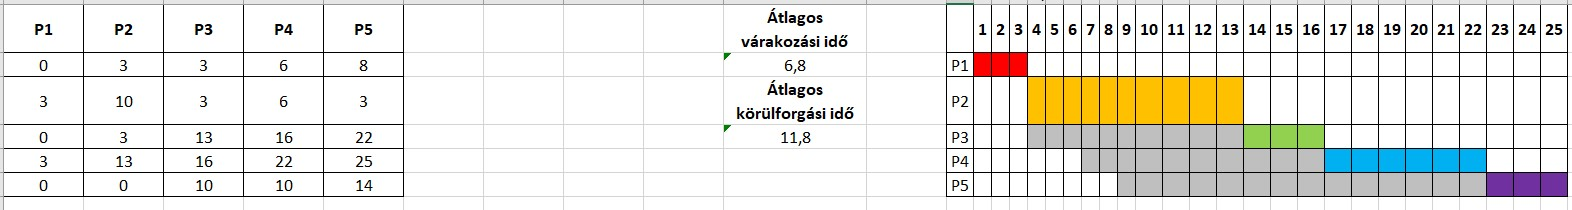 P1 P2 P3 P4 P5
0 3 3 6 8
3 10 3 6 3
0 3 13 16 22
3 13 16 22 25
0 0 10 10 14
Átlagos
várakozási idő
6,8
Átlagos
körülforgási idő
11,8
1 2 3 4 5 6 7 8 9 10 11 12 13 14 15 16 17 18 19 20 21 22 23 24 25
P1
P2
P3
P4
P5